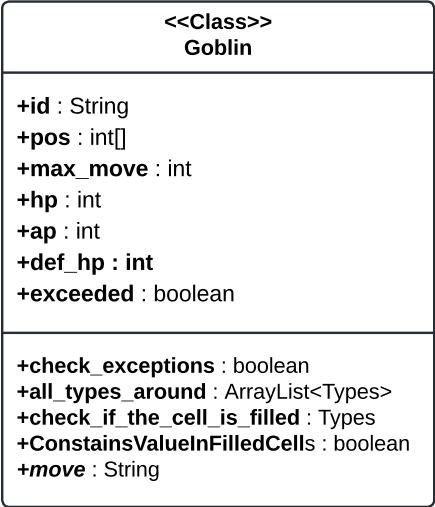 <<Class>>
Goblin
+id : String
+pos : int[]
+max_move : int
+hp : int
+ap : int
+def_hp : int
+exceeded : boolean
+check_exceptions : boolean
+all_types_around : ArrayList<Types>
+check_if_the_cell_is_filled : Types
+ConstainsValueInFilledCells : boolean
+move : String